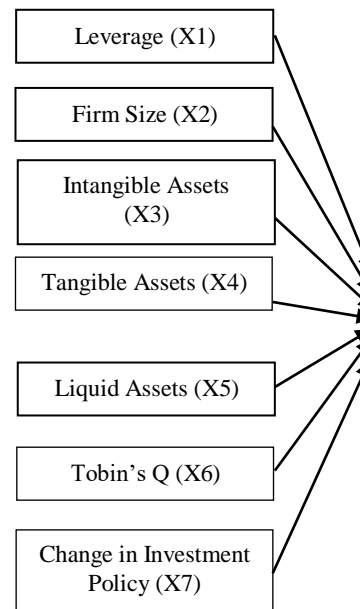 Leverage (X1)
Firm Size (X2)
Intangible Assets
(X3)
Tangible Assets (X4)
Liquid Assets (X5)
Tobin's Q (X6)
Change in Investment
Policy (X7)